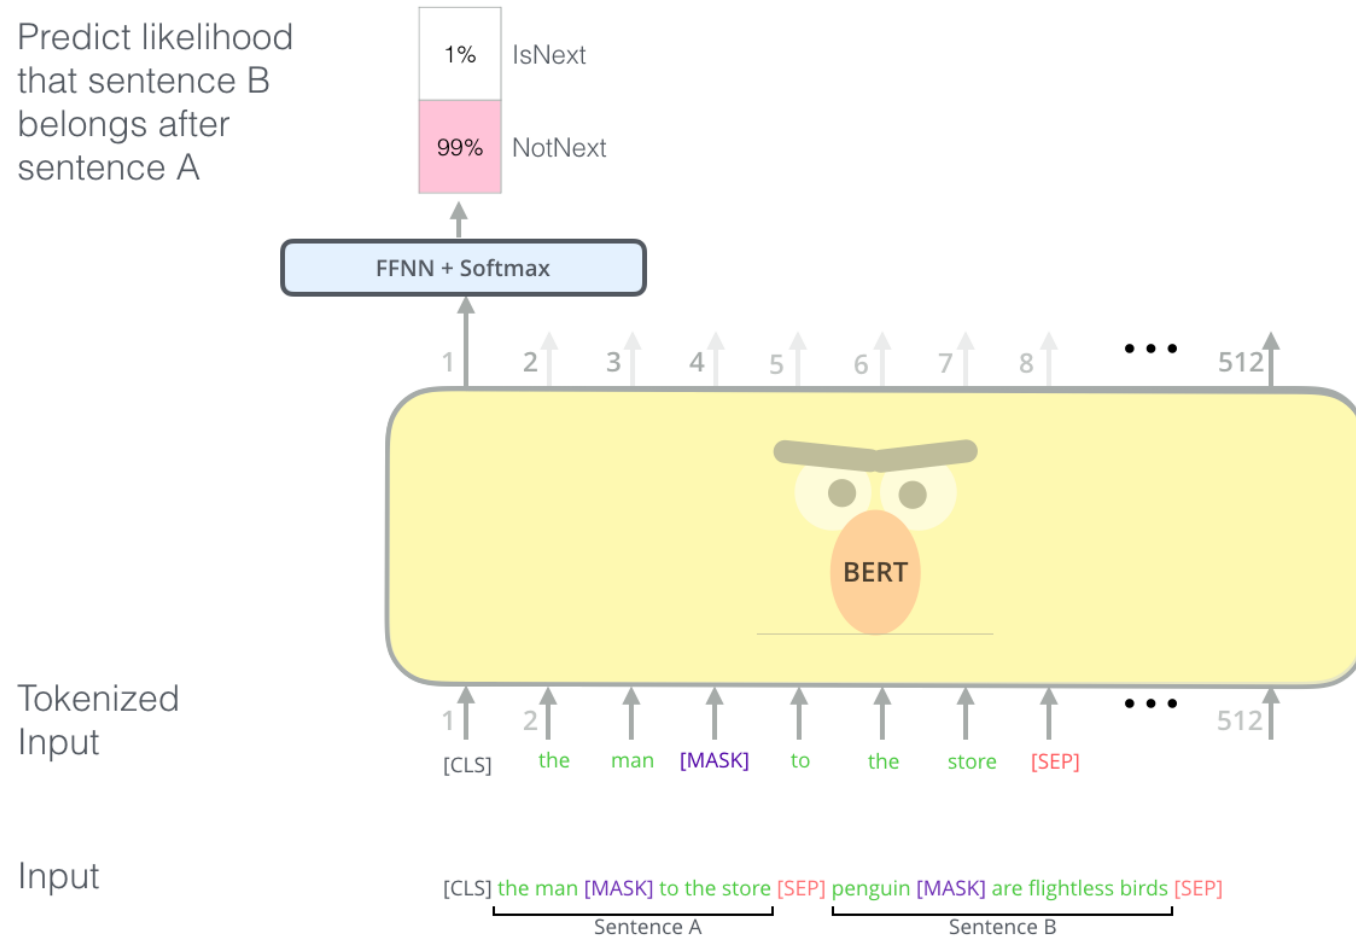 Predict likelihood
that sentence B
belongs after
sentence A
1% IsNext
99% NotNext
FFNN + Softmax
1 2 3 4 5 6 7 8 ••• 512
BERT
Tokenized
Input
1 2 ••• 512
[CLS] the man [MASK] to the store [SEP]
Input
[CLS] the man [MASK] to the store [SEP] penguin [MASK] are flightless birds [SEP]
Sentence A Sentence B